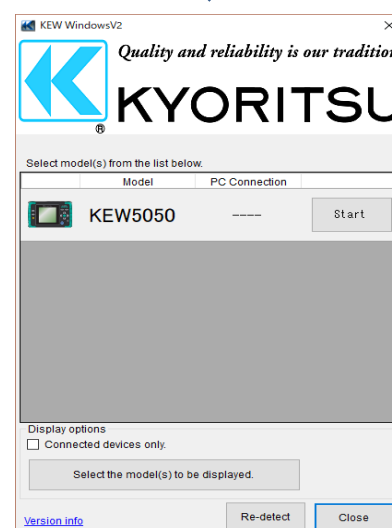 KEW WindowsV2
Quality and reliability is our tradition
KYORITSU
®
Select model(s) from the list below.
Model PC Connection
KEW5050 ---- Start
Display options
Connected devices only.
Select the model(s) to be displayed.
Version info Re-detect Close